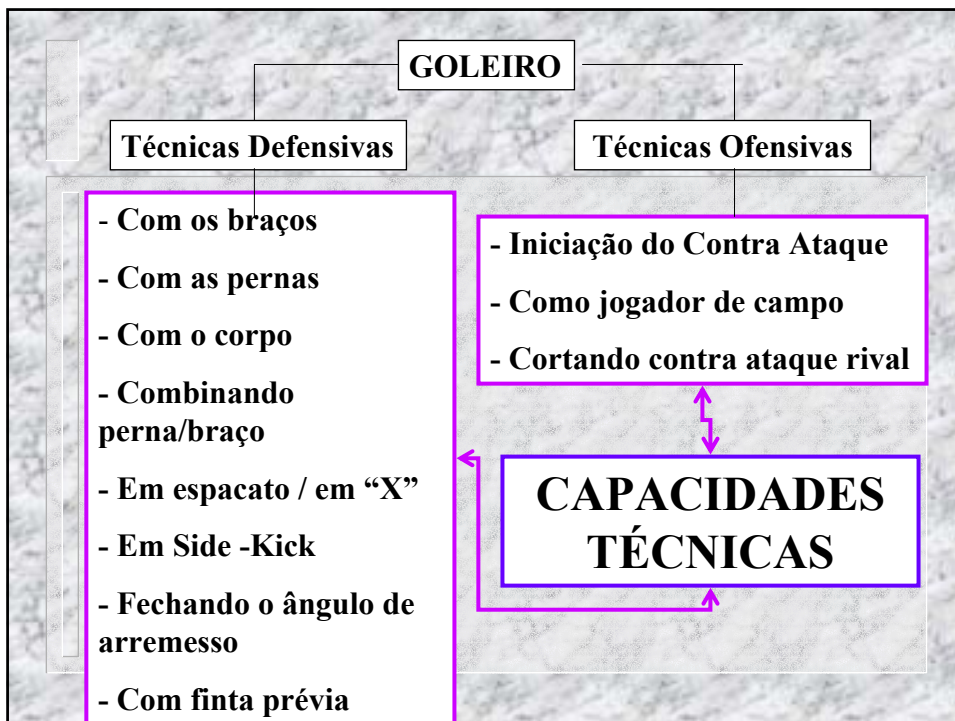 GOLEIRO
Técnicas Defensivas
Técnicas Ofensivas
- Com os braços
- Com as pernas
- Com o corpo
- Combinando
perna/braço
- Em espacato / em “X”
- Em Side -Kick
- Fechando o ângulo de
arremesso
- Com finta prévia
- Iniciação do Contra Ataque
- Como jogador de campo
- Cortando contra ataque rival
CAPACIDADES
TÉCNICAS